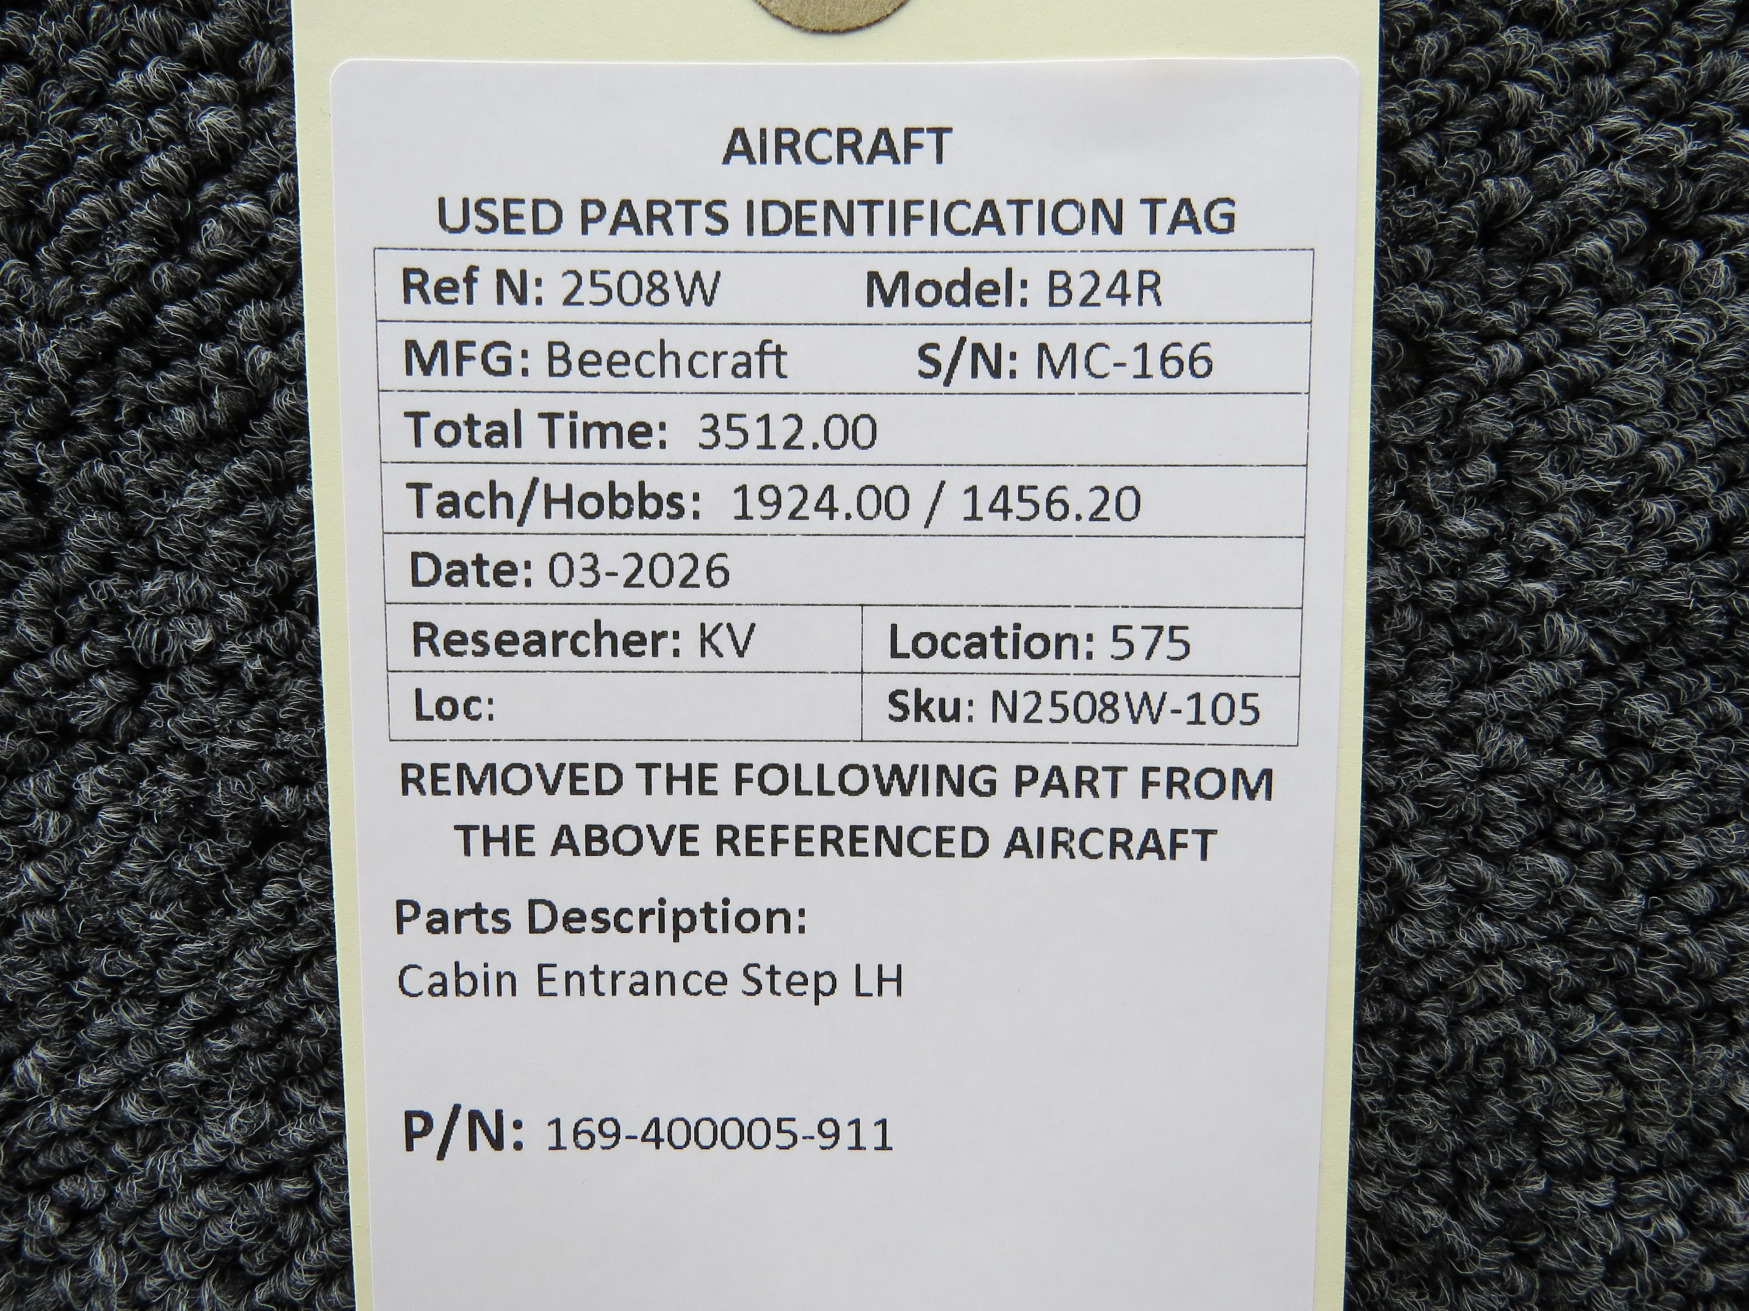 AIRCRAFT
USED PARTS IDENTIFICATION TAG
Ref N: 2508W Model: B24R
MFG: Beechcraft S/N: MC-166
Total Time: 3512.00
Tach/Hobbs: 1924.00 / 1456.20
Date: 03-2026
Researcher: KV Location: 575
Loc: Sku: N2508W-105
REMOVED THE FOLLOWING PART FROM
THE ABOVE REFERENCED AIRCRAFT
Parts Description:
Cabin Entrance Step LH
P/N: 169-400005-911